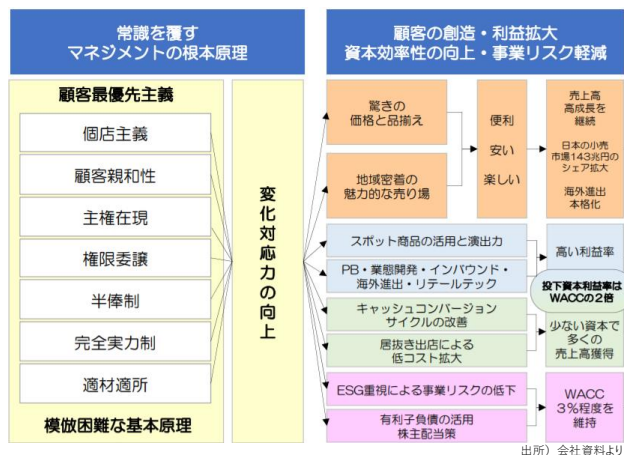 常識を覆す
マネジメントの根本原理
顧客最優先主義
個店主義
顧客親和性
主権在現
権限委譲
半俸制
完全実力制
適材適所
模倣困難な基本原理
変化対応力の向上
顧客の創造・利益拡大
資本効率性の向上・事業リスク軽減
驚きの
価格と品揃え
地域密着の
魅力的な売り場
便利
安い
楽しい
売上高
高成長を
継続
日本の小売
市場143兆円の
シェア拡大
海外進出
本格化
スポット商品の活用と演出力
PB・業態開発・インバウンド・
海外進出・リテールテック
高い利益率
投下資本利益率は
WACCの2倍
キャッシュコンバージョン
サイクルの改善
居抜き出店による
低コスト拡大
少ない資本で
多くの
売上高獲得
ESG重視による事業リスクの低下
有利子負債の活用
株主配当策
WACC
3%程度を
維持
出所）会社資料より